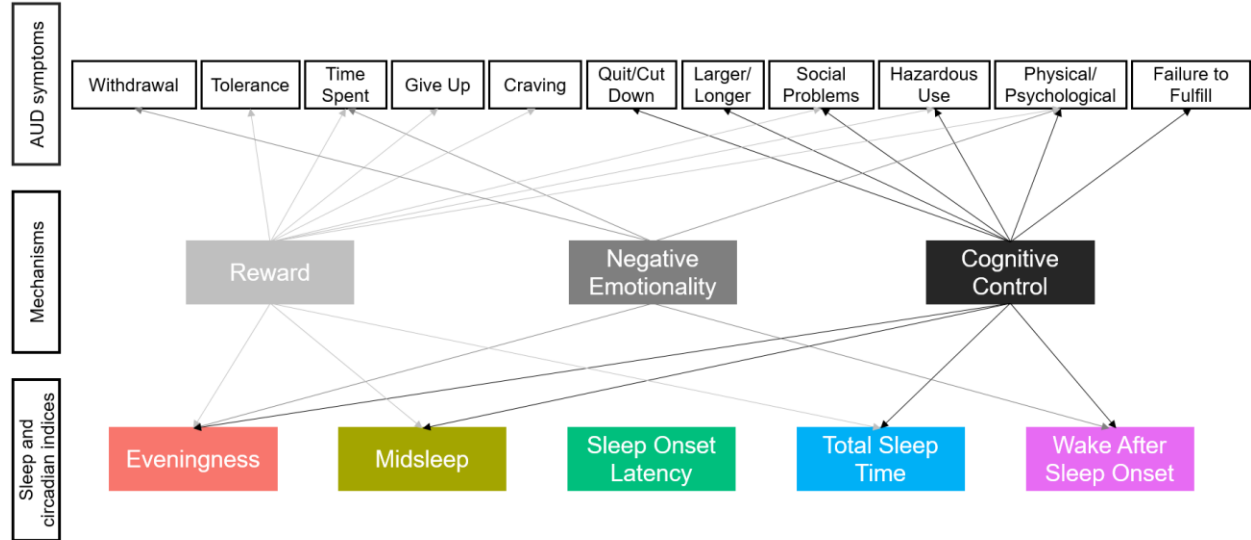 AUD symptoms
Withdrawal
Tolerance
Time
Spent
Give Up
Craving
Quit/Cut
Down
Larger/
Longer
Social
Problems
Hazardous
Use
Physical/
Psychological
Failure to
Fulfill
Mechanisms
Reward
Negative
Emotionality
Cognitive
Control
Sleep and
circadian indices
Eveningness
Midsleep
Sleep Onset
Latency
Total Sleep
Time
Wake After
Sleep Onset